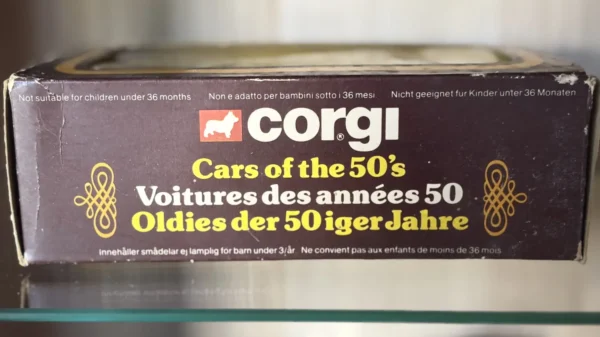 Not suitable for children under 36 months Non e adatto per bambini sotto i 36 mesi Nicht geeignet fur Kinder unter 36 Monaten
CORGI®
Cars of the 50's
Voitures des années 50
Oldies der 50iger Jahre
Innehåller smådelar ej lamplig for barn under 3/år. Ne convient pas aux enfants de moins de 36 mois